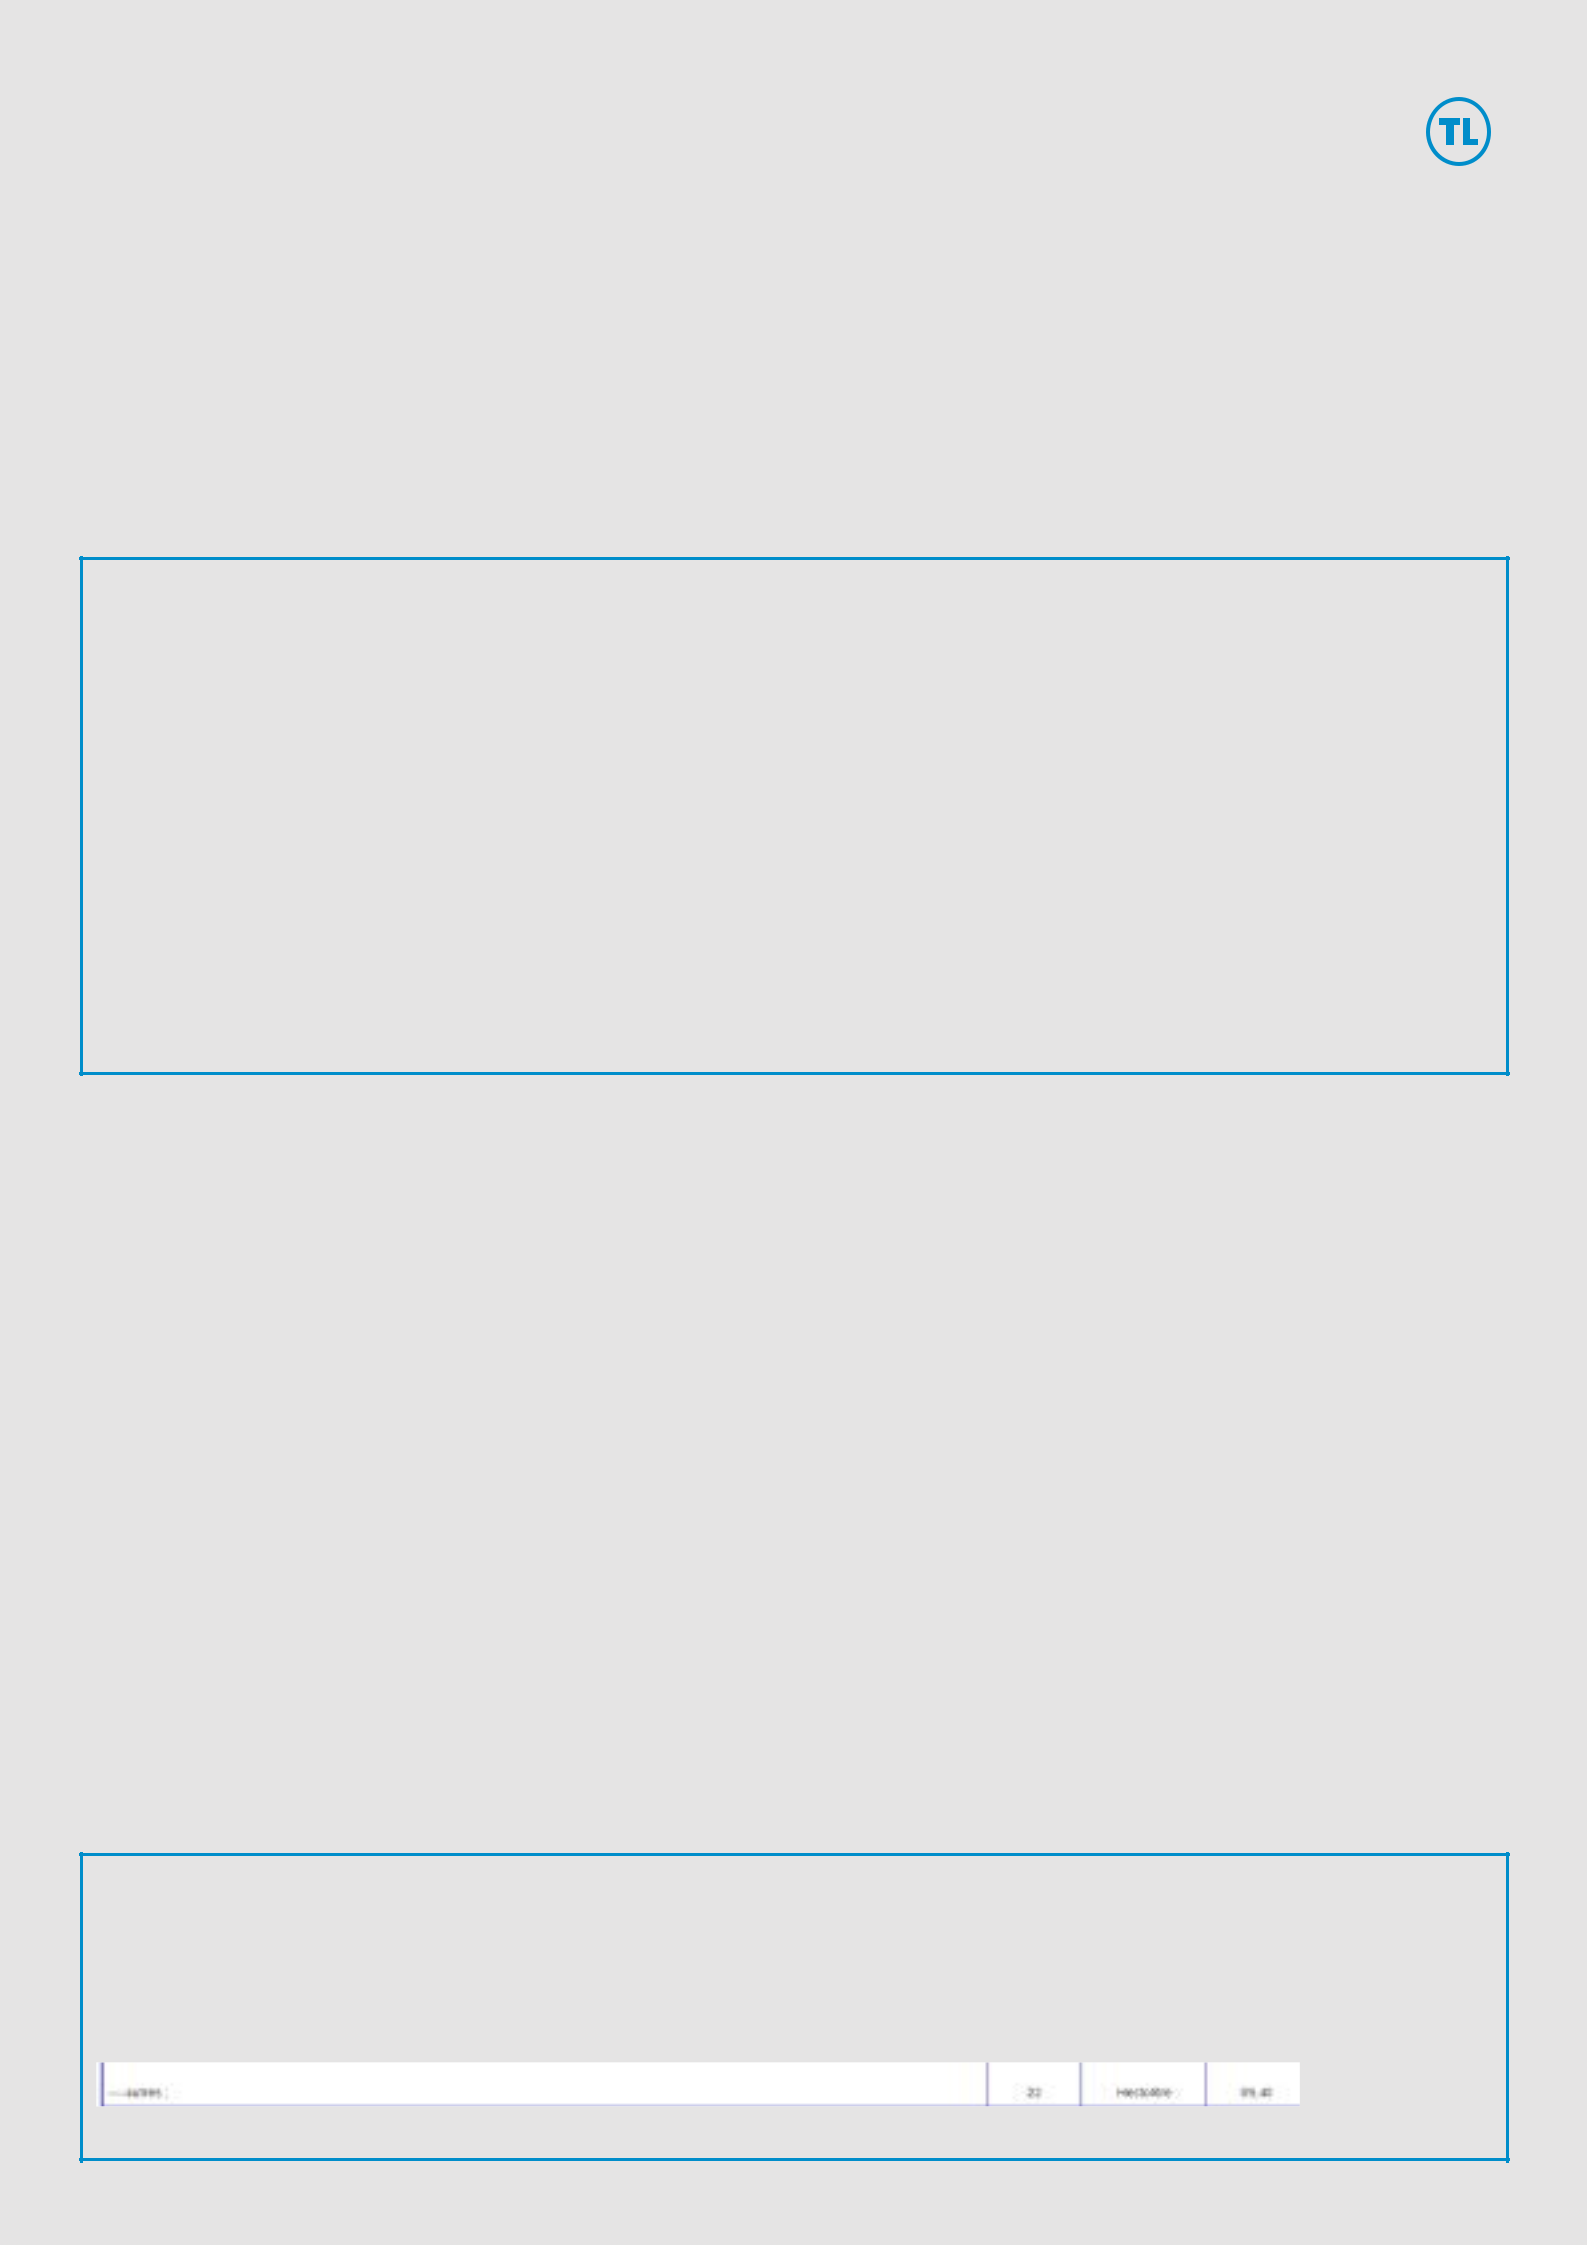 TL
--- autres
22
Hectolitre